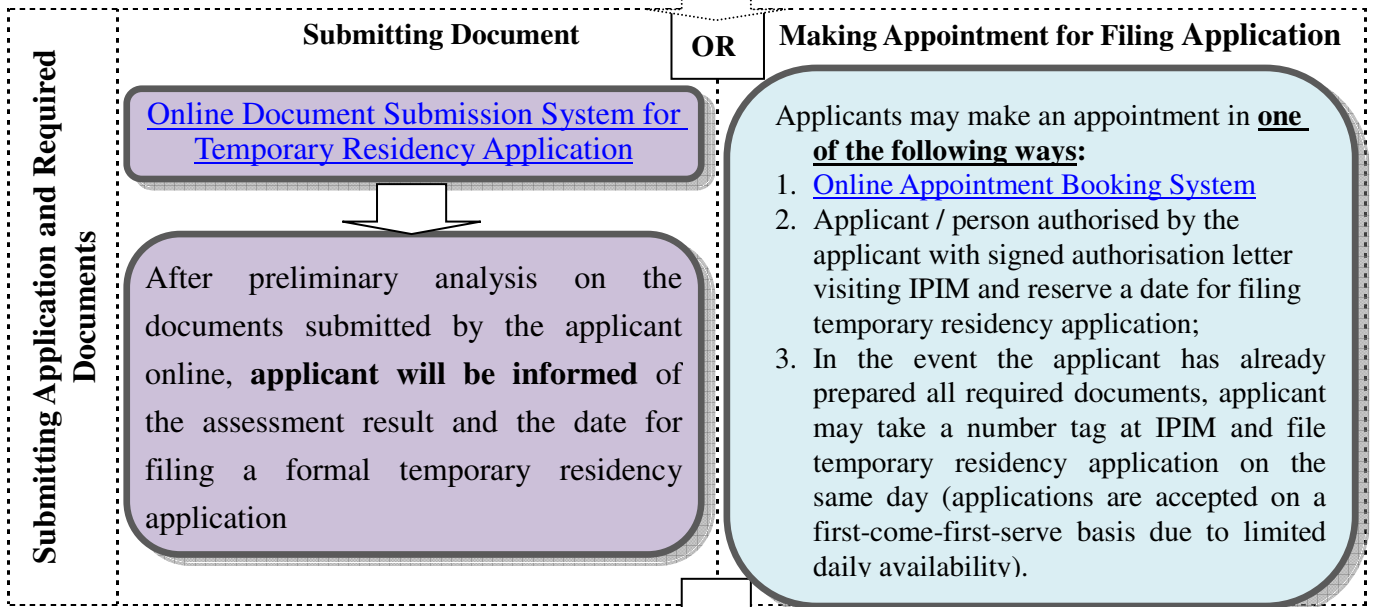 Submitting Application and Required
Documents
Submitting Document
Online Document Submission System for
Temporary Residency Application
After preliminary analysis on the
documents submitted by the applicant
online, applicant will be informed of
the assessment result and the date for
filing a formal temporary residency
application
OR
Making Appointment for Filing Application
Applicants may make an appointment in one
of the following ways:
1. Online Appointment Booking System
2. Applicant / person authorised by the
applicant with signed authorisation letter
visiting IPIM and reserve a date for filing
temporary residency application;
3. In the event the applicant has already
prepared all required documents, applicant
may take a number tag at IPIM and file
temporary residency application on the
same day (applications are accepted on a
first-come-first-serve basis due to limited
daily availability).